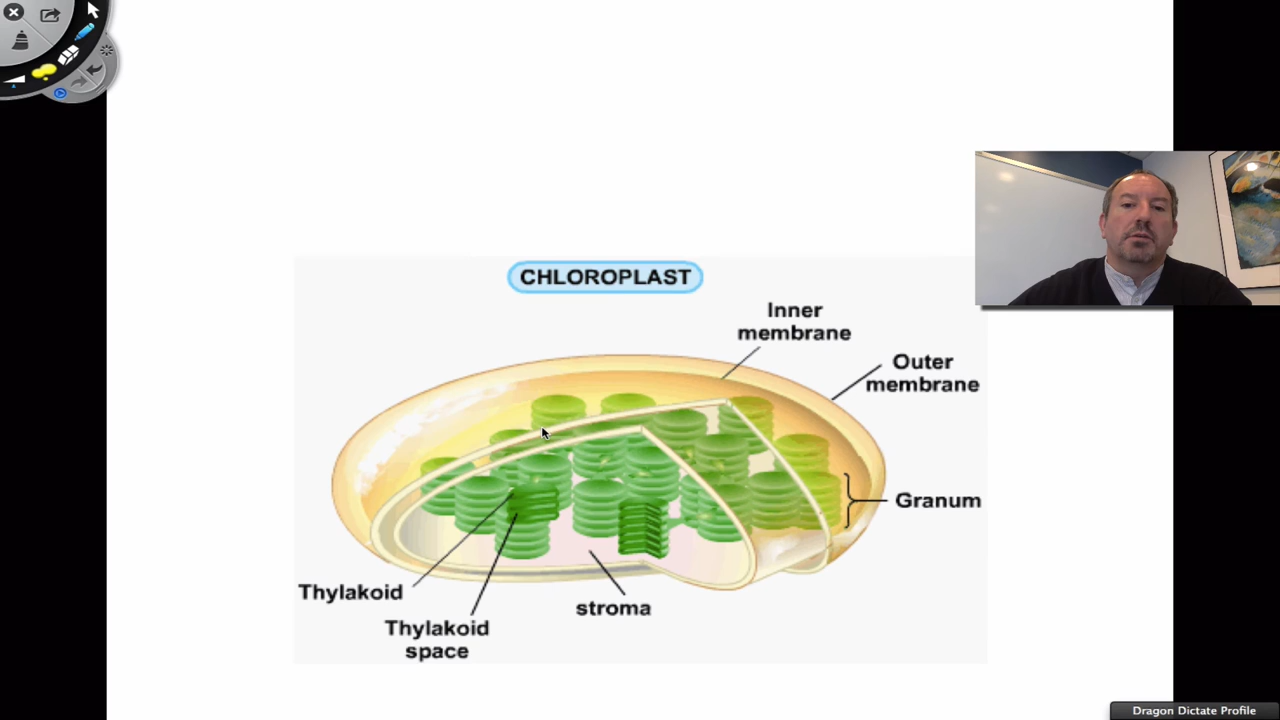 CHLOROPLAST
Inner
membrane
Outer
membrane
Granum
Thylakoid
stroma
Thylakoid
space
Dragon Dictate Profile